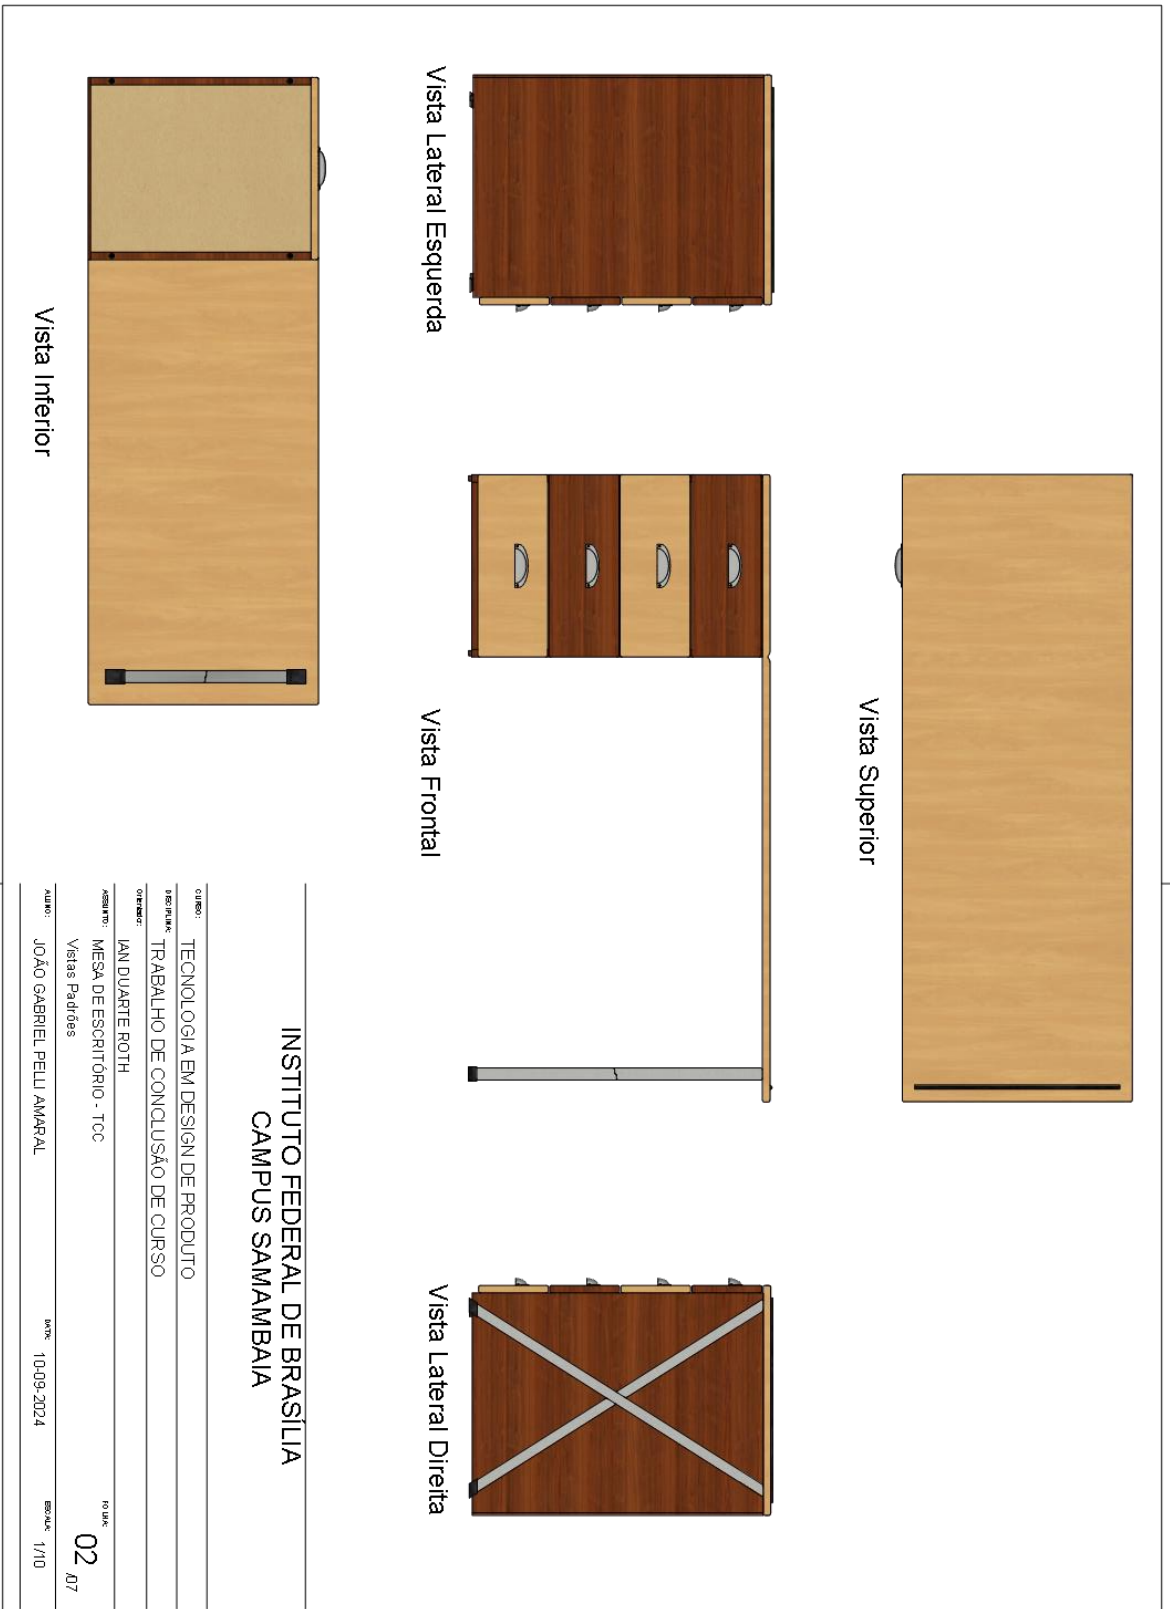 Vista Superior
Vista Lateral Esquerda
Vista Frontal
Vista Lateral Direita
Vista Inferior
INSTITUTO FEDERAL DE BRASÍLIA
CAMPUS SAMAMBAIA
CURSO: TECNOLOGIA EM DESIGN DE PRODUTO
DISCIPLINA: TRABALHO DE CONCLUSÃO DE CURSO
Orientador: IAN DUARTE ROTH
ASSUNTO: MESA DE ESCRITÓRIO - TCC
Vistas Padrões
FOLHA: 02 /07
ALUNO: JOÃO GABRIEL PELLI AMARAL DATA: 10-09-2024 ESCALA: 1/10